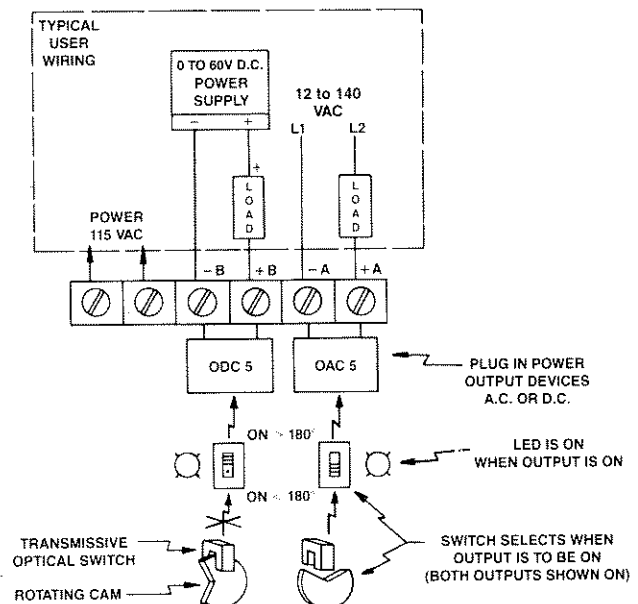 TYPICAL
USER
WIRING
0 TO 60V D.C.
POWER
SUPPLY
− +
12 to 140
VAC
L1 L2
+
LOAD
LOAD
POWER
115 VAC
− B + B − A + A
ODC 5
OAC 5
PLUG IN POWER
OUTPUT DEVICES
A.C. OR D.C.
ON > 180°
LED IS ON
WHEN OUTPUT IS ON
ON < 180°
TRANSMISSIVE
OPTICAL SWITCH
SWITCH SELECTS WHEN
OUTPUT IS TO BE ON
(BOTH OUTPUTS SHOWN ON)
ROTATING CAM